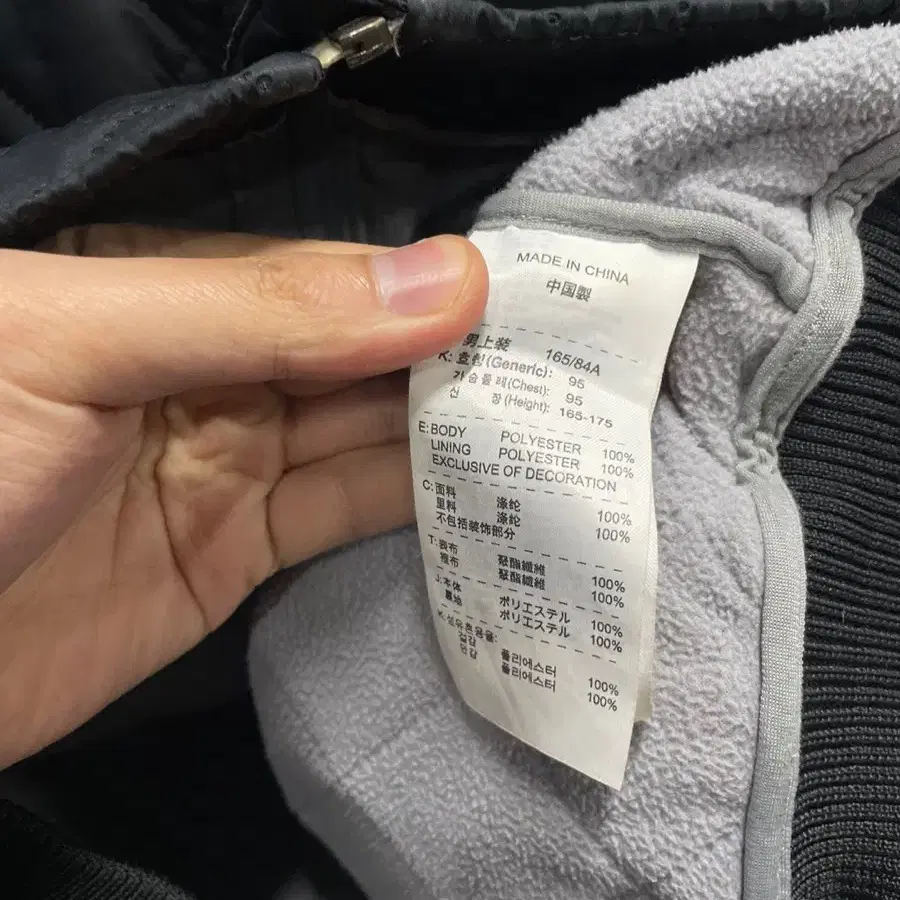 MADE IN CHINA
中国製
男上装 165/84A
K: 호칭(Generic): 95
가슴둘레(Chest): 95
신 장(Height): 165-175
E: BODY POLYESTER 100%
LINING POLYESTER 100%
EXCLUSIVE OF DECORATION
C: 面料 涤纶 100%
里料 涤纶 100%
不包括装饰部分
T: 表布 聚酯纖維 100%
裡布 聚酯纖維 100%
J: 本体 ポリエステル 100%
裏地 ポリエステル 100%
K: 섬유혼용율:
겉감 폴리에스터 100%
안감 폴리에스터 100%